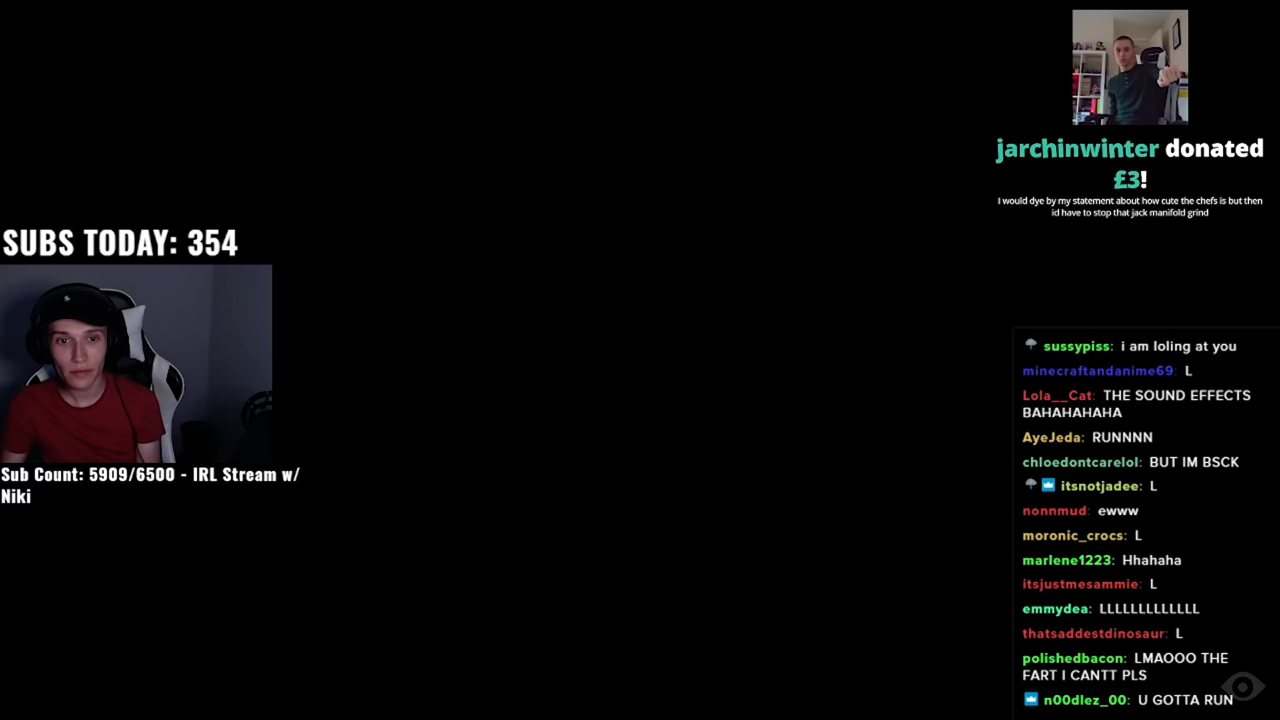 jarchinwinter donated
£3!
I would dye by my statement about how cute the chefs is but then
id have to stop that jack manifold grind
SUBS TODAY: 354
Sub Count: 5909/6500 - IRL Stream w/
Niki
sussypiss: i am loling at you
minecraftandanime69: L
Lola__Cat: THE SOUND EFFECTS
BAHAHAHAHA
AyeJeda: RUNNNN
chloedontcarelol: BUT IM BSCK
itsnotjadee: L
nonnmud: ewww
moronic_crocs: L
marlene1223: Hhahaha
itsjustmesammie: L
emmydea: LLLLLLLLLLLLL
thatsaddestdinosaur: L
polishedbacon: LMAOOO THE
FART I CANTT PLS
n00dlez_00: U GOTTA RUN